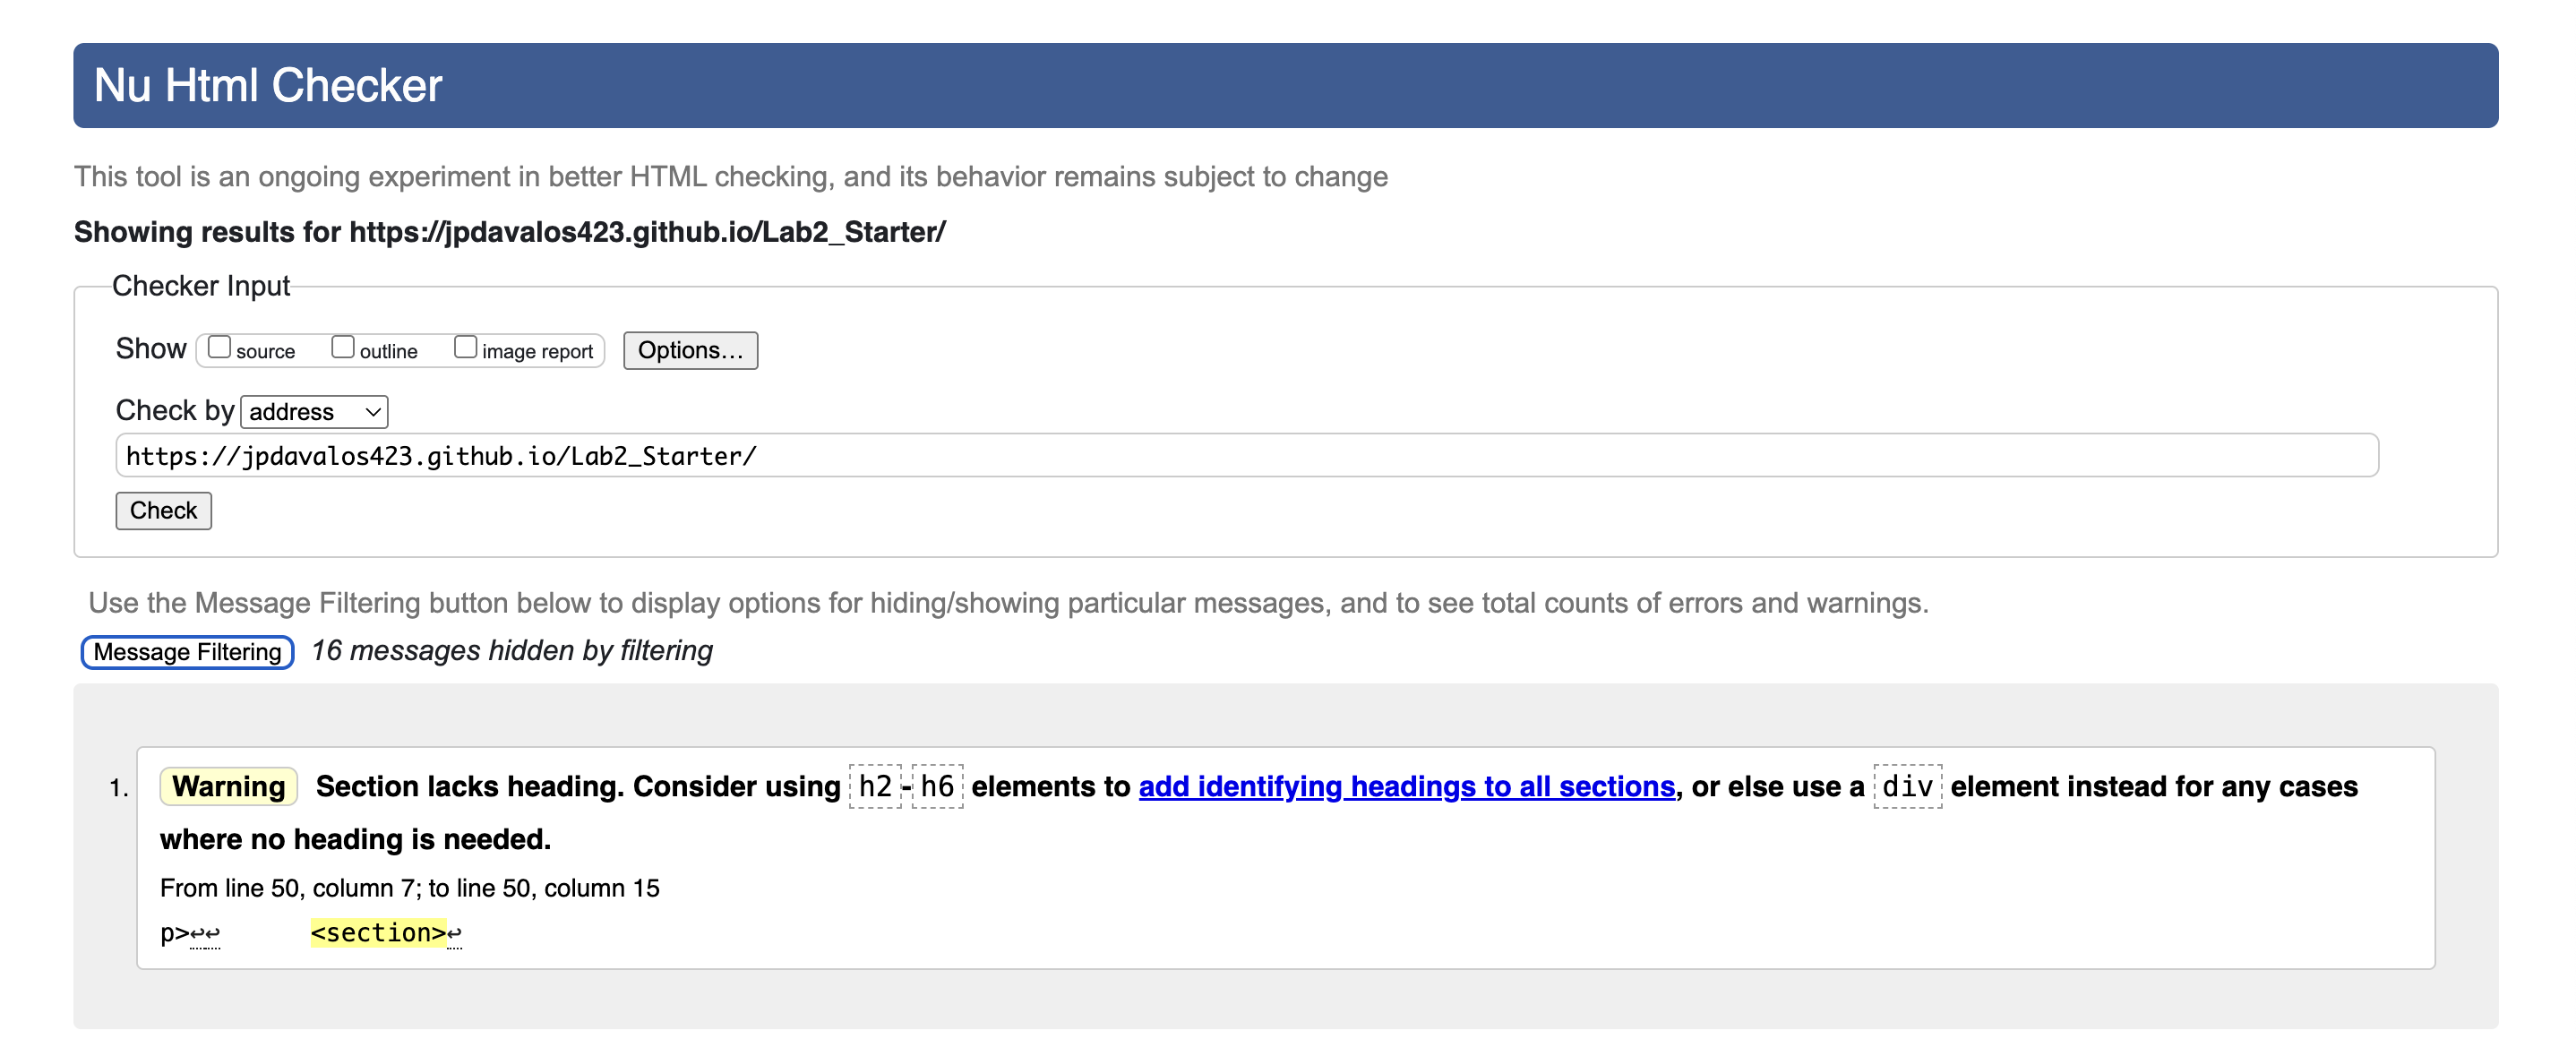 Nu Html Checker
This tool is an ongoing experiment in better HTML checking, and its behavior remains subject to change
Showing results for https://jpdavalos423.github.io/Lab2_Starter/
Checker Input
Show source outline image report Options...
Check by address
https://jpdavalos423.github.io/Lab2_Starter/
Check
Use the Message Filtering button below to display options for hiding/showing particular messages, and to see total counts of errors and warnings.
Message Filtering 16 messages hidden by filtering
1. Warning Section lacks heading. Consider using h2-h6 elements to add identifying headings to all sections, or else use a div element instead for any cases
where no heading is needed.
From line 50, column 7; to line 50, column 15
p>↩↩ <section>↩